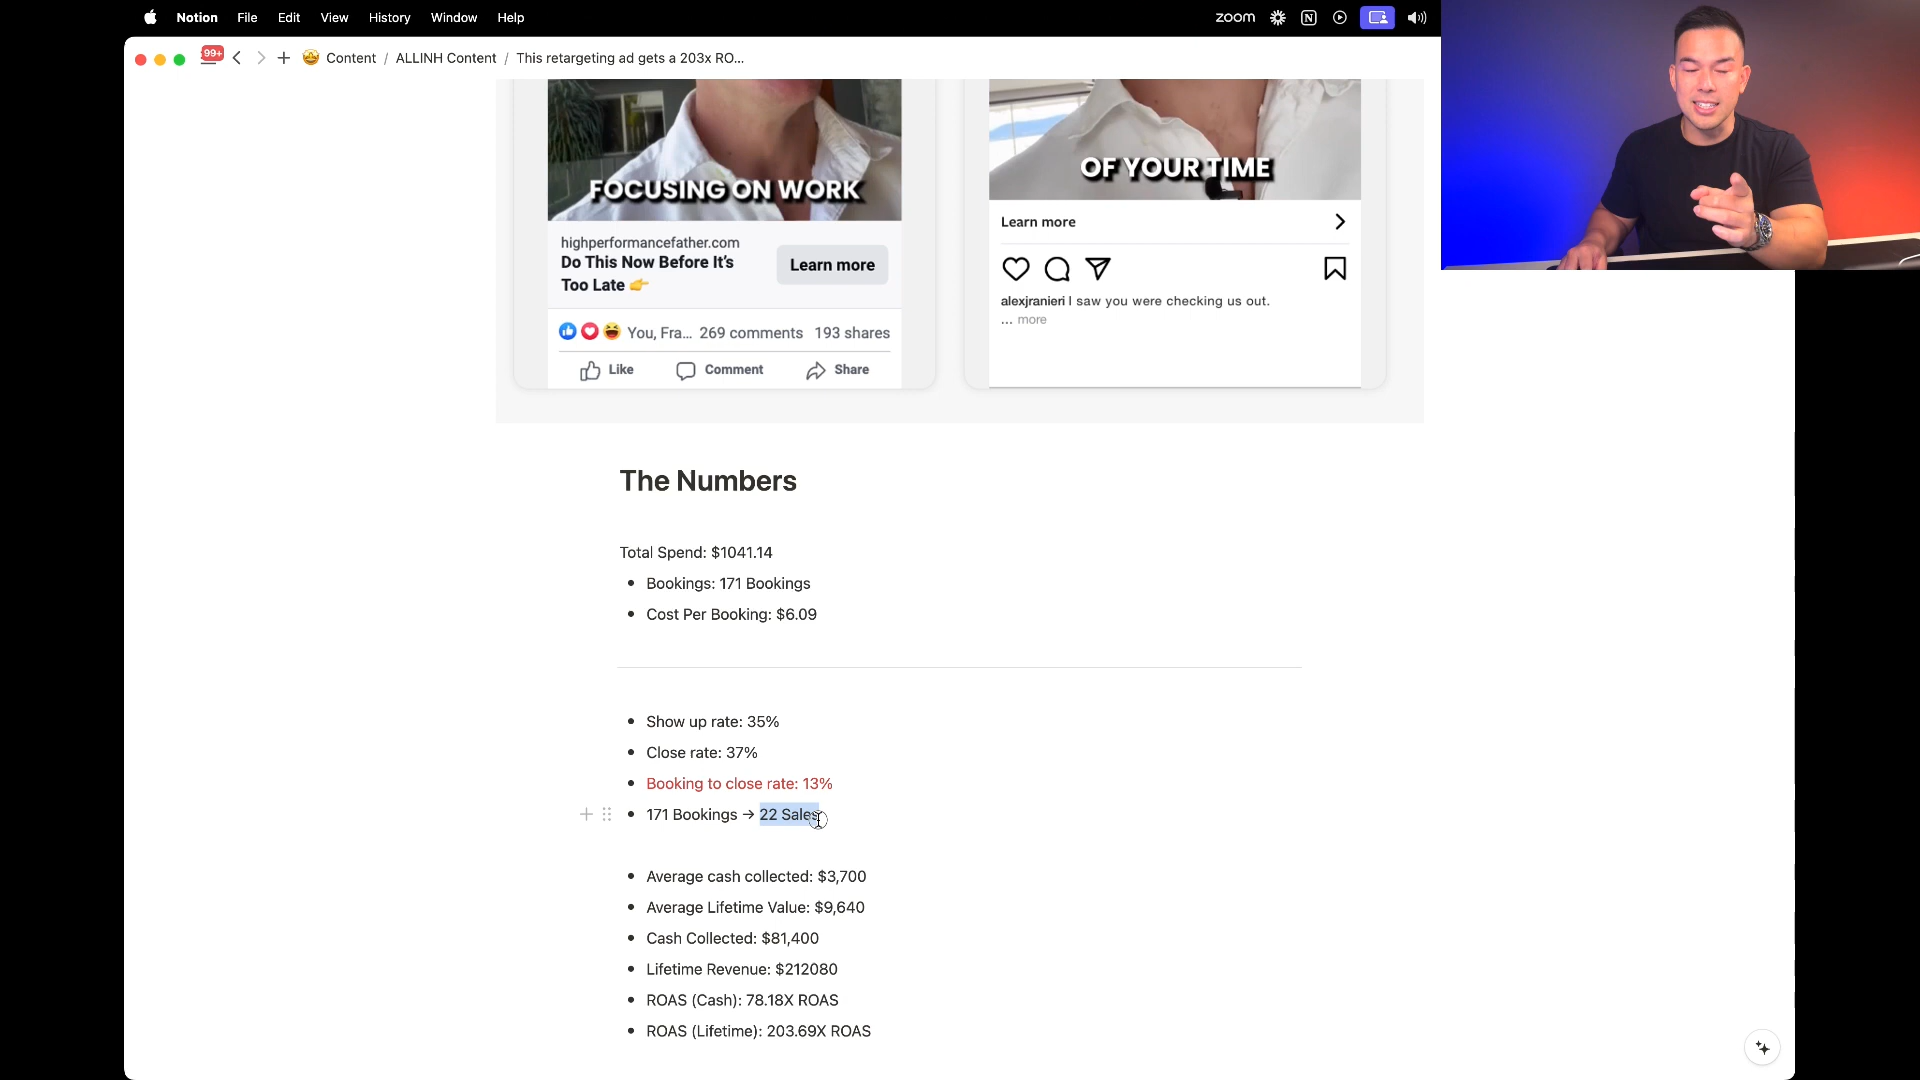 Notion File Edit View History Window Help zoom
99+ Content / ALLINH Content / This retargeting ad gets a 203x RO...
FOCUSING ON WORK
highperformancefather.com
Do This Now Before It's
Too Late 👉
Learn more
You, Fra... 269 comments 193 shares
Like Comment Share
OF YOUR TIME
Learn more
alexjranieri I saw you were checking us out.
... more
The Numbers
Total Spend: $1041.14
• Bookings: 171 Bookings
• Cost Per Booking: $6.09
• Show up rate: 35%
• Close rate: 37%
• Booking to close rate: 13%
• 171 Bookings → 22 Sales
• Average cash collected: $3,700
• Average Lifetime Value: $9,640
• Cash Collected: $81,400
• Lifetime Revenue: $212080
• ROAS (Cash): 78.18X ROAS
• ROAS (Lifetime): 203.69X ROAS